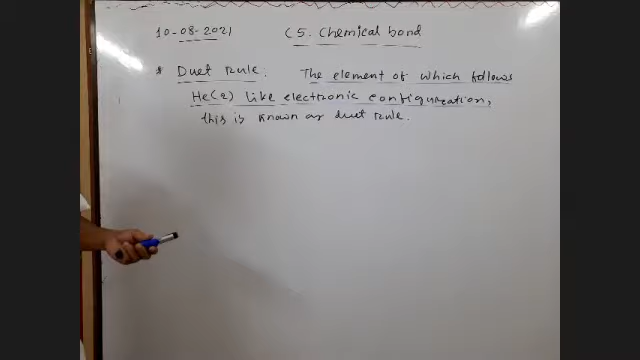 10-08-2021 C5. Chemical bond
* Duet Rule: The element of which follows
He(2) like electronic configuration,
this is known as duet rule.